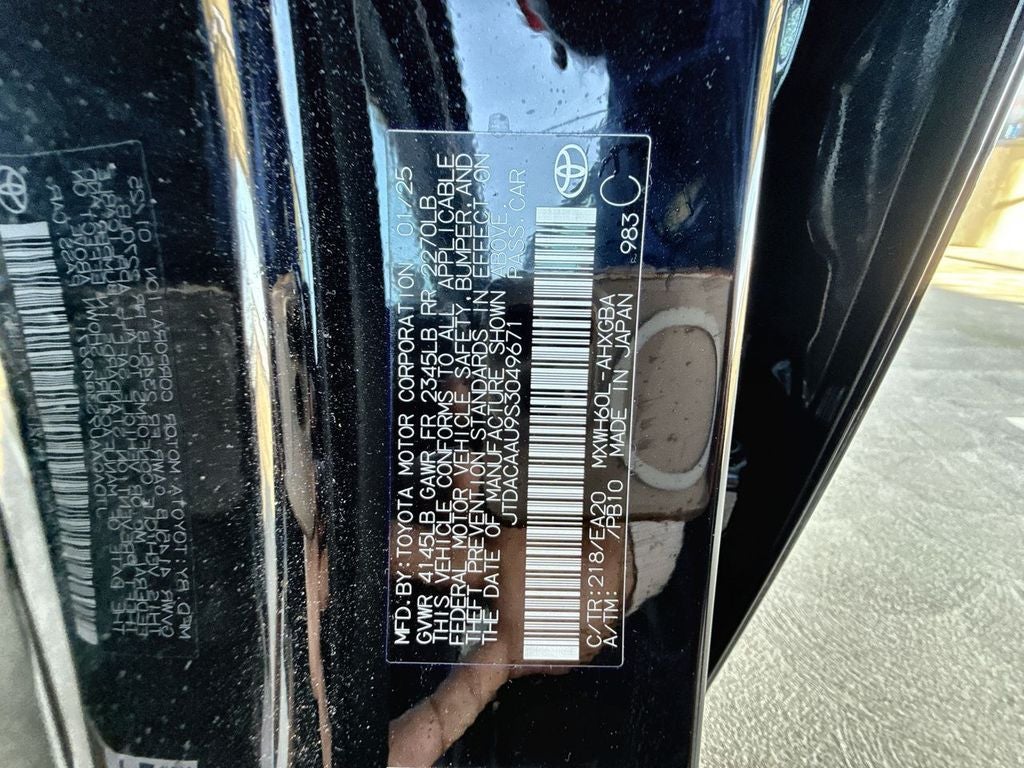 MFD.BY:TOYOTA MOTOR CORPORATION 01/25
GVWR 4145LB GAWR FR 2345LB RR 2270LB
THIS VEHICLE CONFORMS TO ALL APPLICABLE
FEDERAL MOTOR VEHICLE SAFETY,BUMPER,AND
THEFT PREVENTION STANDARDS IN EFFECT ON
THE DATE OF MANUFACTURE SHOWN ABOVE.
JTDACAAU9S3049671 PASS.CAR
C/TR:218/EA20 MXWH60L-AHXGBA 983 C
A/TM: /PB10 MADE IN JAPAN